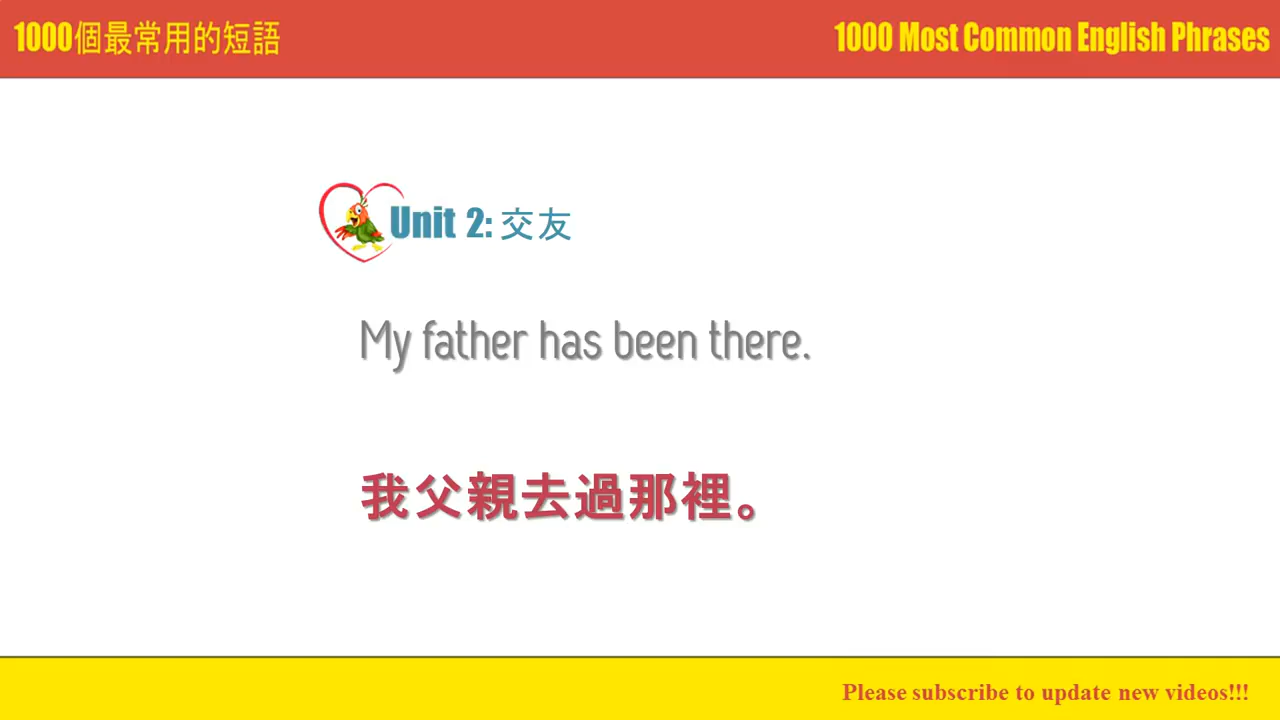 1000個最常用的短語
1000 Most Common English Phrases
Unit 2: 交友
My father has been there.
我父親去過那裡。
Please subscribe to update new videos!!!